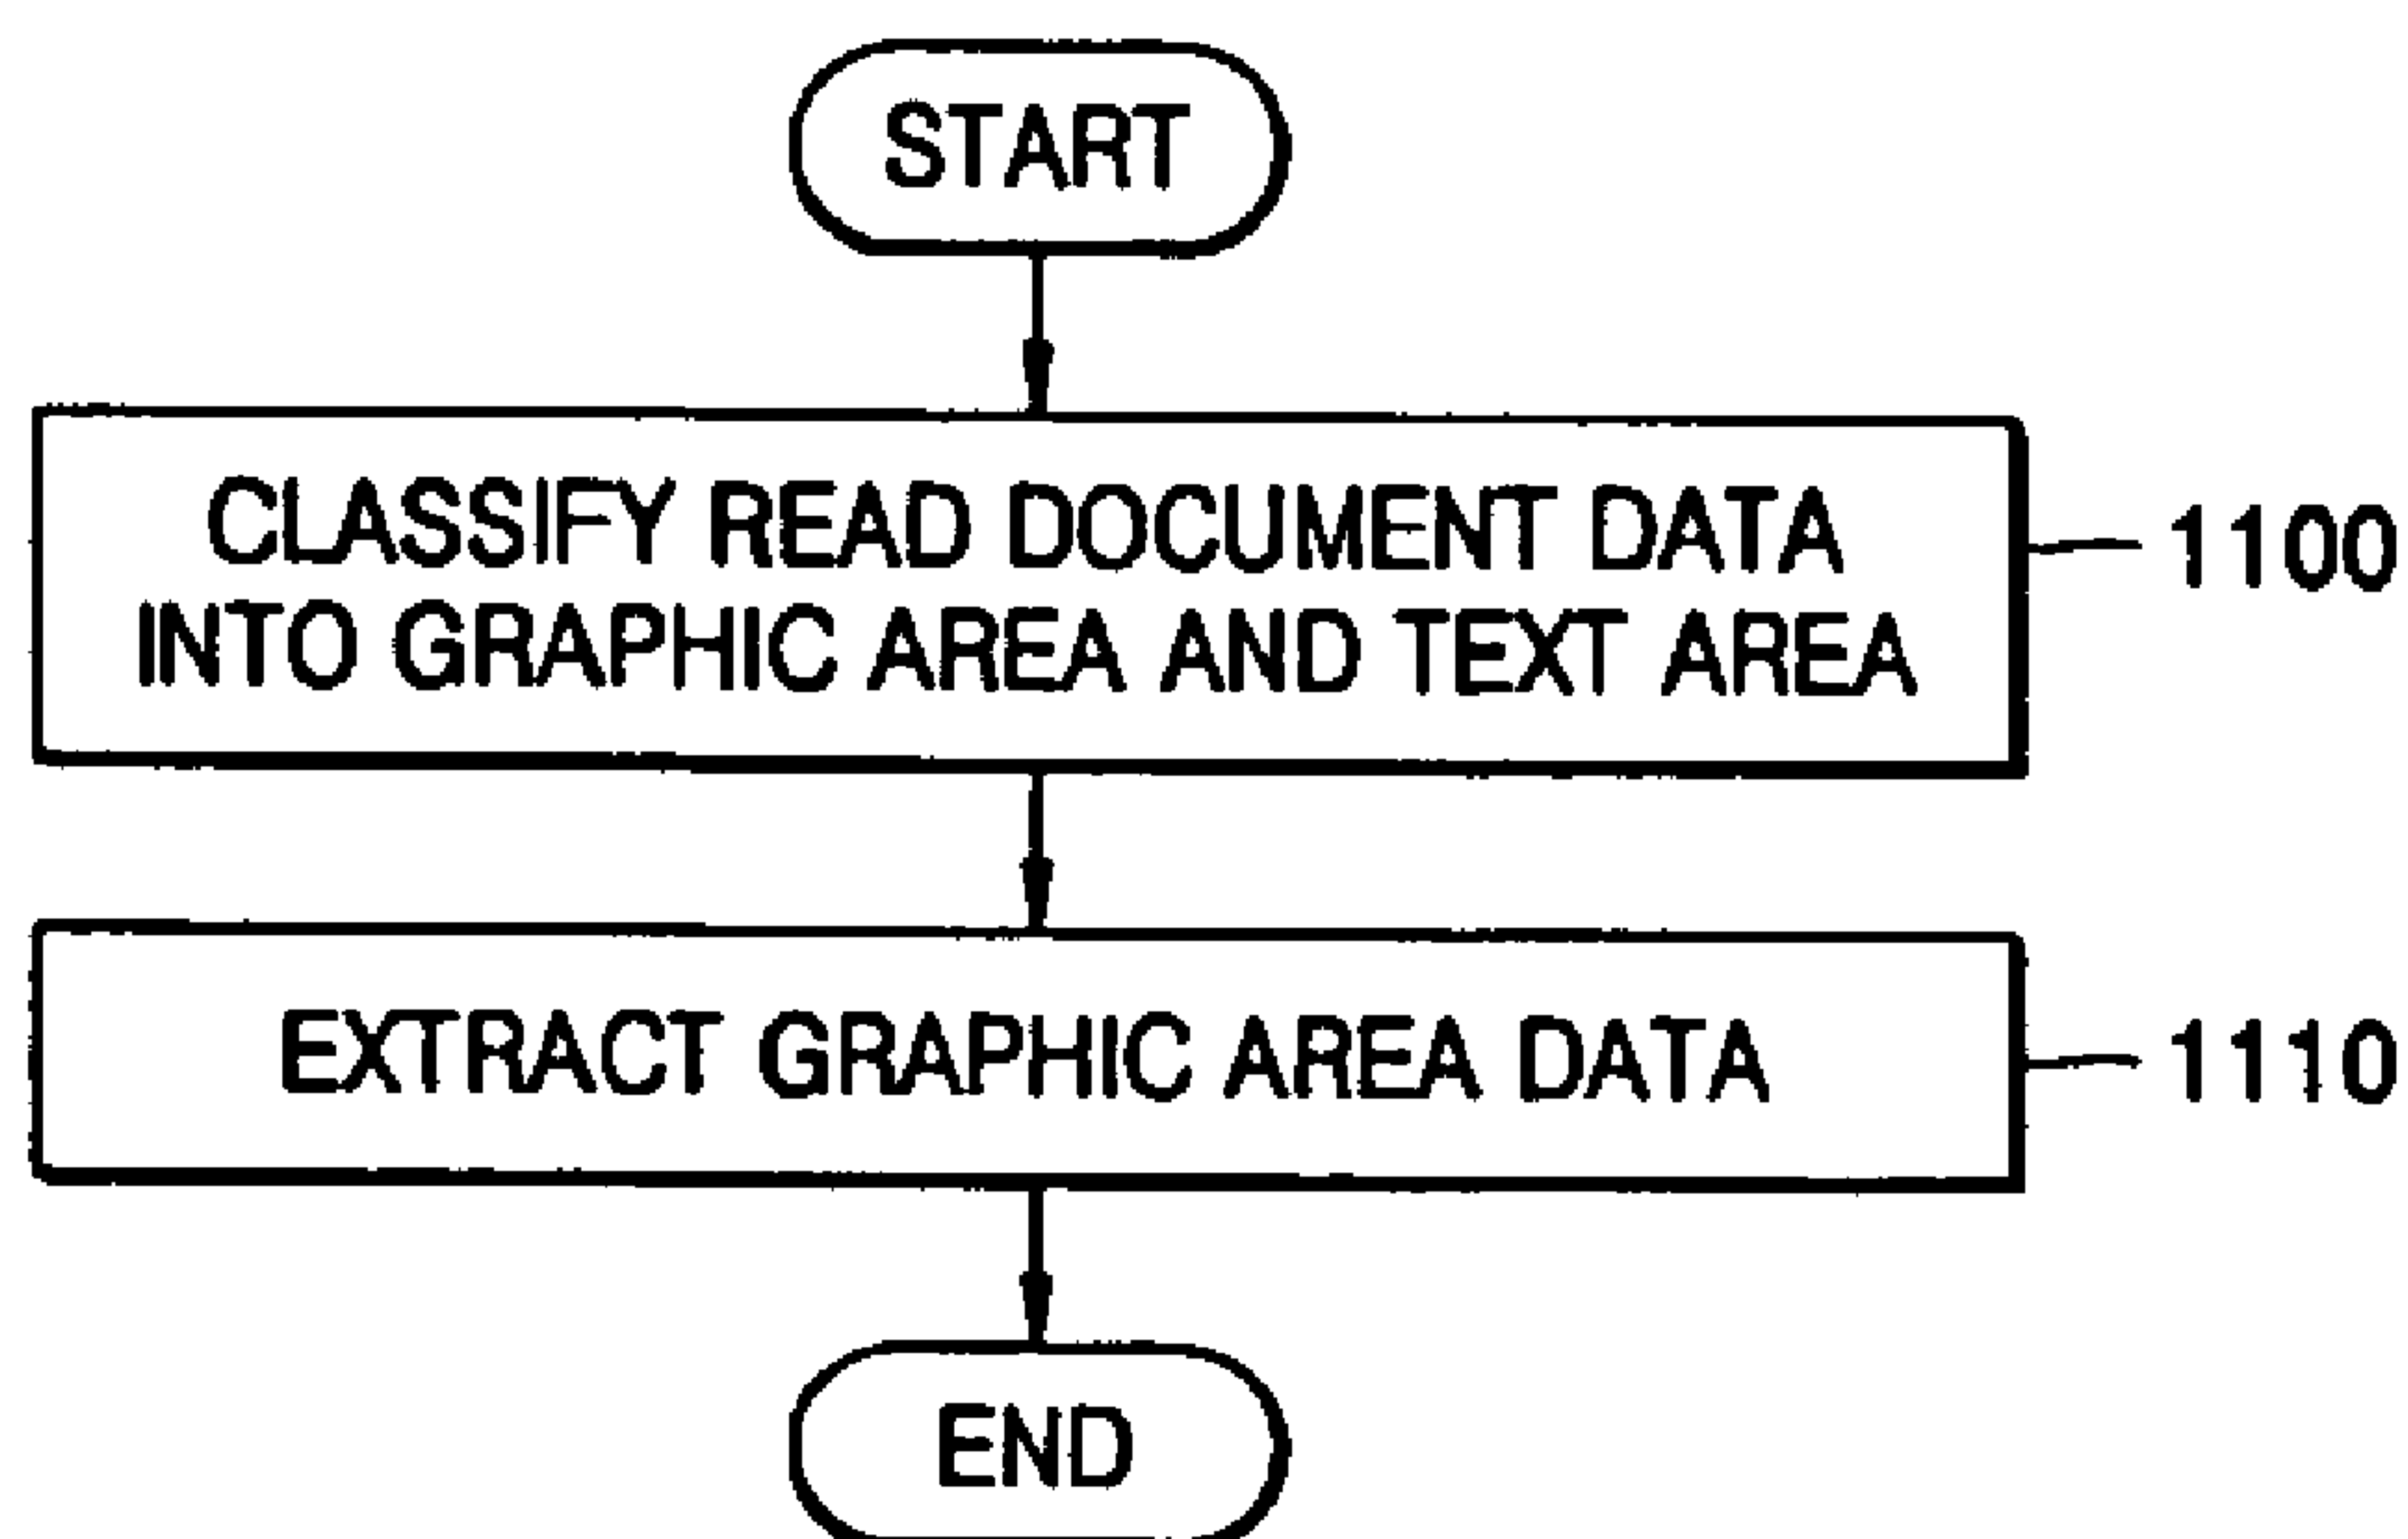 START
CLASSIFY READ DOCUMENT DATA
INTO GRAPHIC AREA AND TEXT AREA
1100
EXTRACT GRAPHIC AREA DATA
1110
END